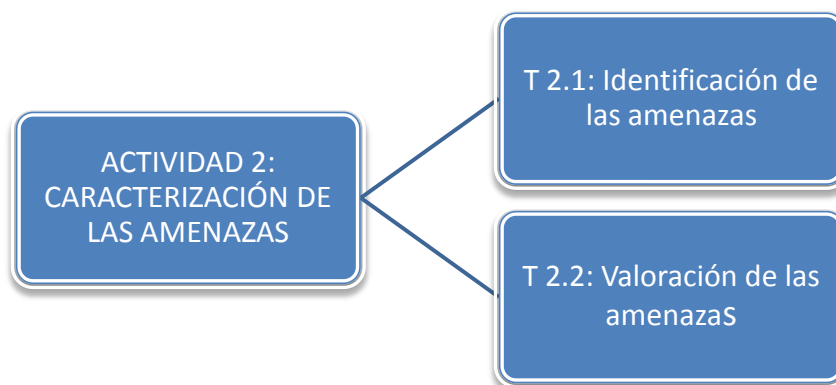 ACTIVIDAD 2:
CARACTERIZACIÓN DE
LAS AMENAZAS
T 2.1: Identificación de
las amenazas
T 2.2: Valoración de las
amenazas